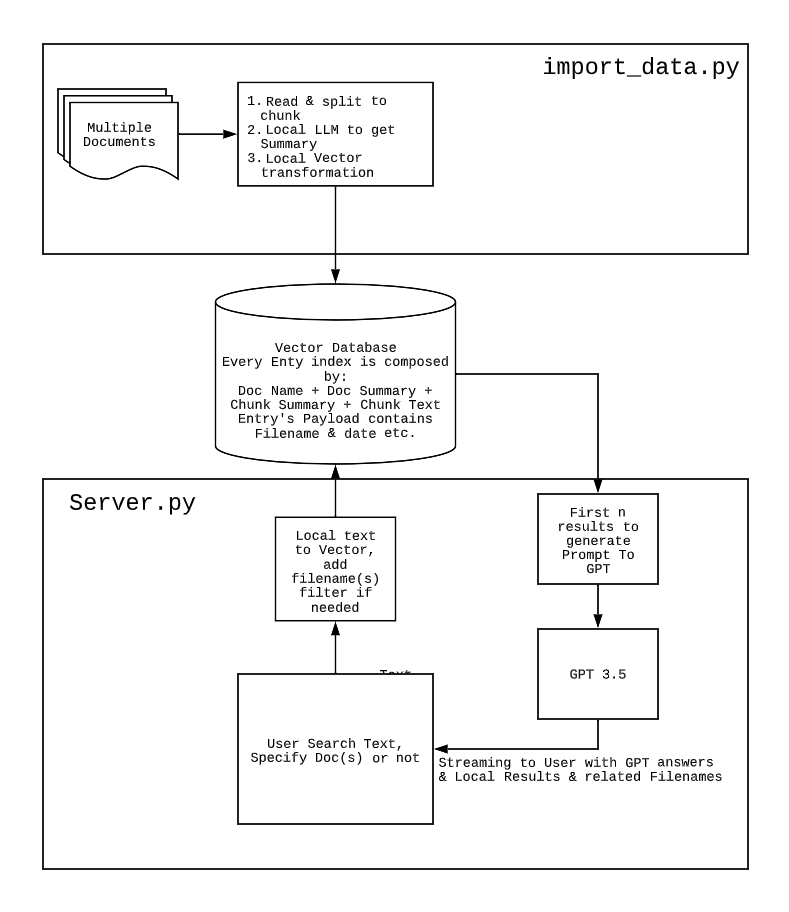 import_data.py
Multiple
Documents
1. Read & split to
chunk
2. Local LLM to get
Summary
3. Local Vector
transformation
Vector Database
Every Enty index is composed
by:
Doc Name + Doc Summary +
Chunk Summary + Chunk Text
Entry's Payload contains
Filename & date etc.
Server.py
Local text
to Vector,
add
filename(s)
filter if
needed
First n
results to
generate
Prompt To
GPT
GPT 3.5
Text
User Search Text,
Specify Doc(s) or not
Streaming to User with GPT answers
& Local Results & related Filenames